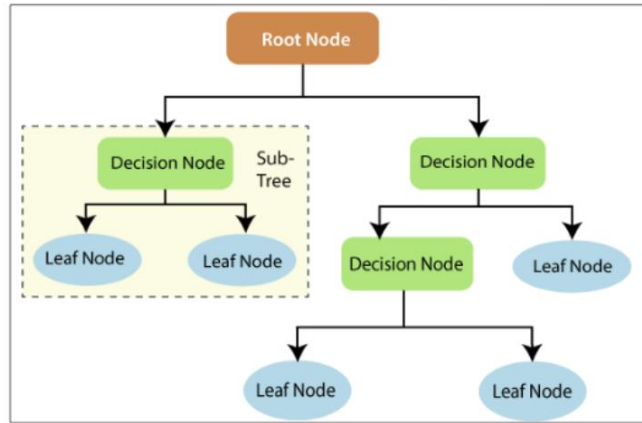 Root Node
Decision Node
Sub-
Tree
Decision Node
Leaf Node
Leaf Node
Decision Node
Leaf Node
Leaf Node
Leaf Node